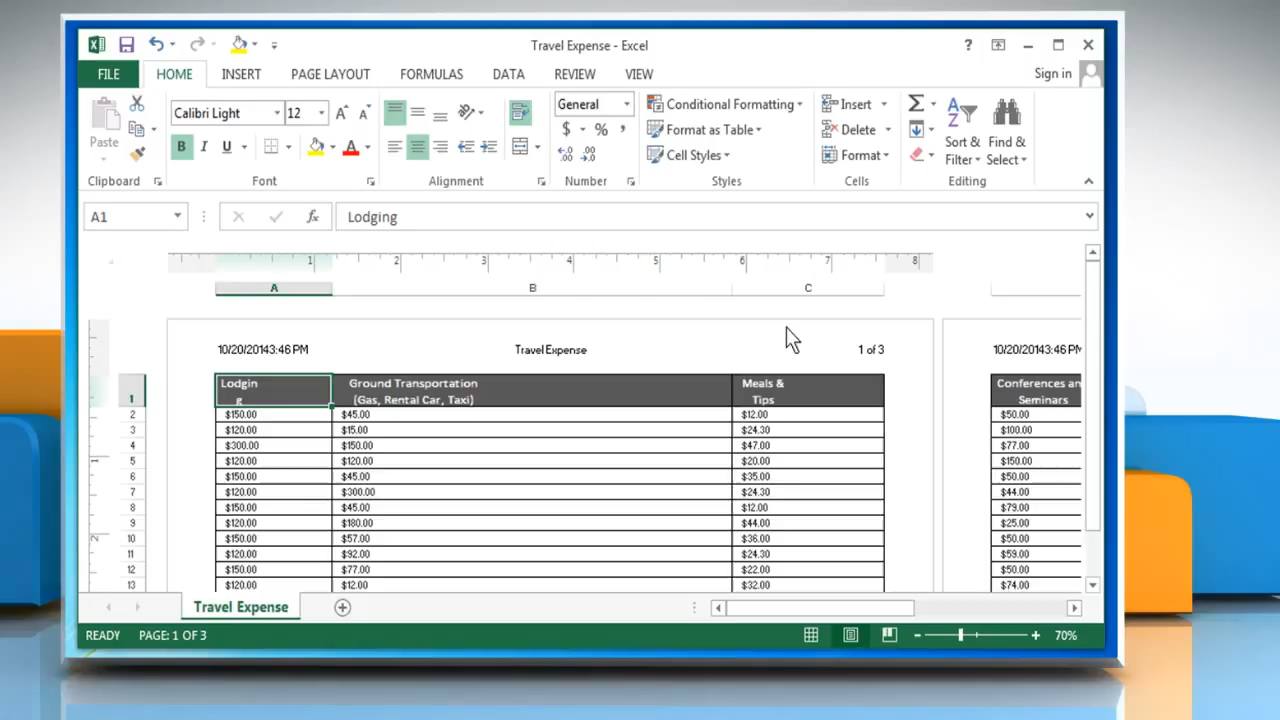 Travel Expense - Excel
?
FILE HOME INSERT PAGE LAYOUT FORMULAS DATA REVIEW VIEW Sign in
Calibri Light 12 General Conditional Formatting Insert
$ % , Format as Table Delete
Paste B I U A Cell Styles Format Sort & Filter Find & Select
Clipboard Font Alignment Number Styles Cells Editing
A1 fx Lodging
1 2 3 4 5 6 7 8
A B C
10/20/20143:46 PM Travel Expense 1 of 3 10/20/20143:46 PM
Lodgin Ground Transportation Meals & Conferences an
1 g (Gas, Rental Car, Taxi) Tips Seminars
2 $150.00 $45.00 $12.00 $50.00
3 $120.00 $15.00 $24.30 $100.00
4 $300.00 $150.00 $47.00 $77.00
5 $120.00 $120.00 $20.00 $150.00
6 $150.00 $45.00 $35.00 $50.00
7 $120.00 $300.00 $24.30 $44.00
8 $150.00 $45.00 $12.00 $79.00
9 $120.00 $180.00 $44.00 $25.00
10 $150.00 $57.00 $36.00 $50.00
11 $120.00 $92.00 $24.30 $59.00
12 $150.00 $77.00 $22.00 $50.00
13 $120.00 $12.00 $32.00 $74.00
Travel Expense
READY PAGE: 1 OF 3 70%